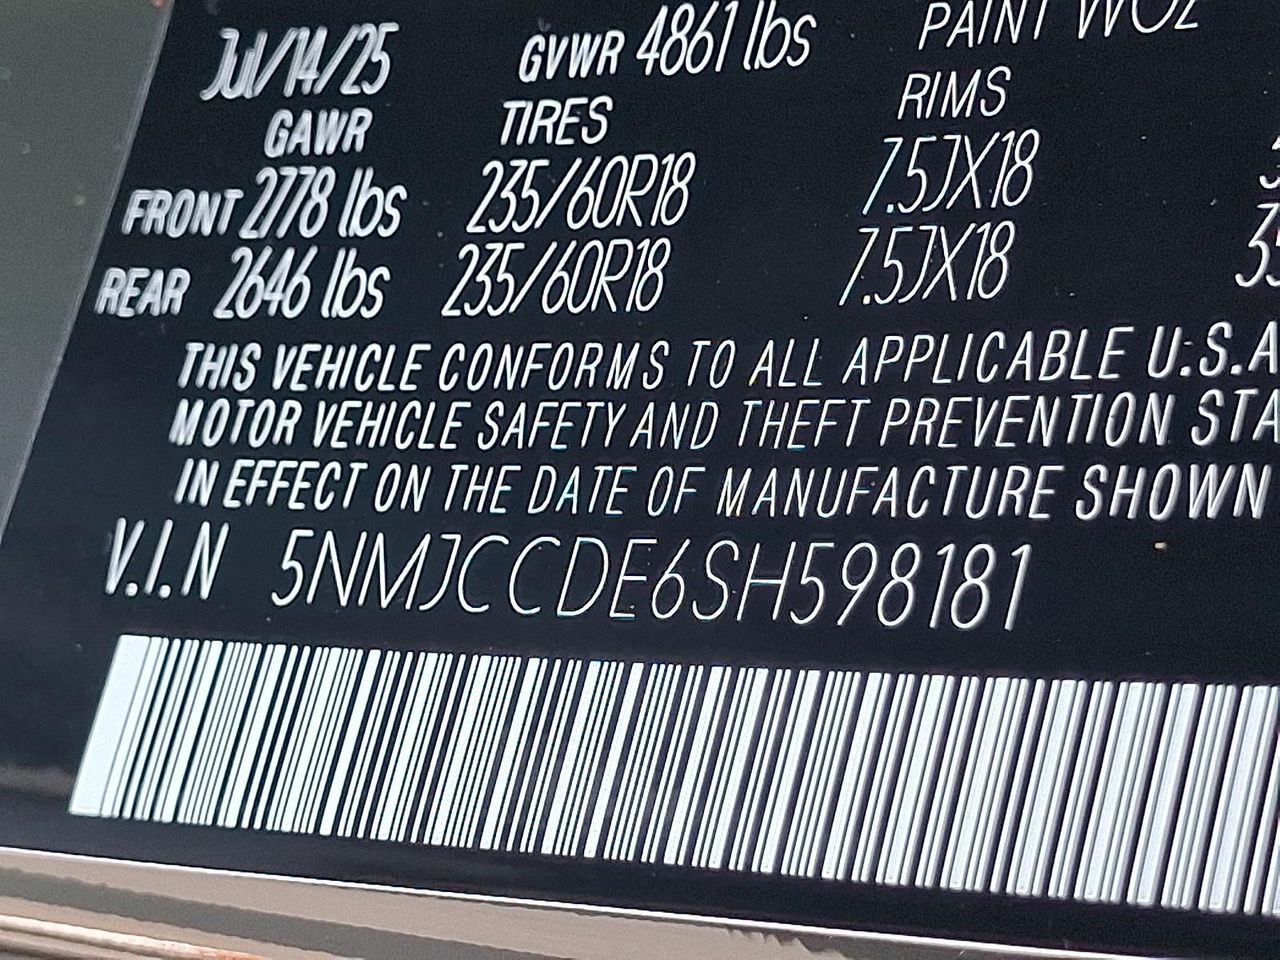 Jul/14/25 GVWR 4861 lbs PAINT W02
GAWR TIRES RIMS
FRONT 2778 lbs 235/60R18 7.5JX18
REAR 2646 lbs 235/60R18 7.5JX18
THIS VEHICLE CONFORMS TO ALL APPLICABLE U.S.A
MOTOR VEHICLE SAFETY AND THEFT PREVENTION STA
IN EFFECT ON THE DATE OF MANUFACTURE SHOWN
V.I.N 5NMJCCDE6SH598181